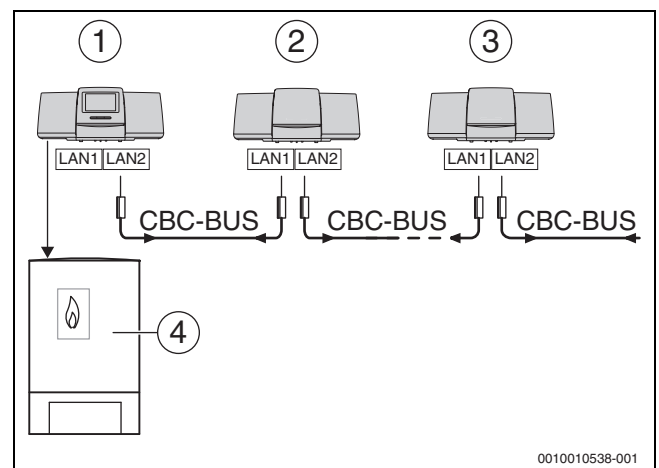 1 2 3
LAN1 LAN2 LAN1 LAN2 LAN1 LAN2
CBC-BUS CBC-BUS CBC-BUS
4
0010010538-001